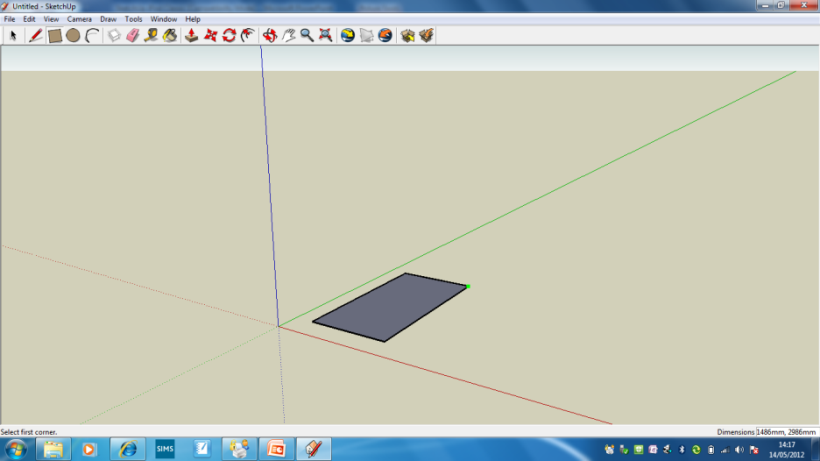 Untitled - SketchUp
File Edit View Camera Draw Tools Window Help
Select first corner.
Dimensions 1486mm, 2986mm
SIMS
14:17
14/05/2012